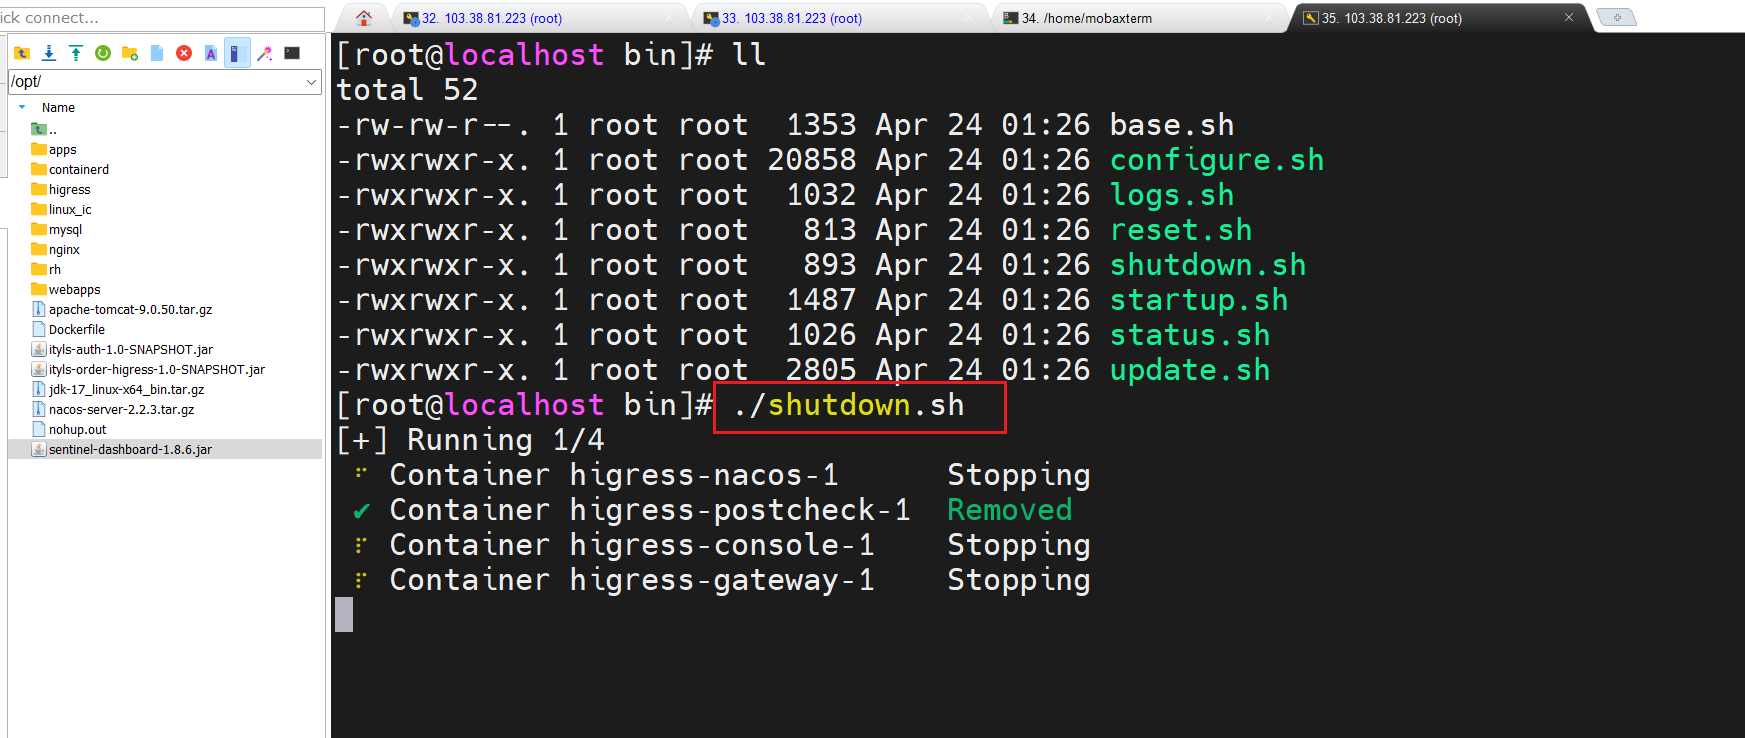 ick connect...
32. 103.38.81.223 (root)
33. 103.38.81.223 (root)
34. /home/mobaxterm
35. 103.38.81.223 (root)
/opt/
Name
..
apps
containerd
higress
linux_ic
mysql
nginx
rh
webapps
apache-tomcat-9.0.50.tar.gz
Dockerfile
ityls-auth-1.0-SNAPSHOT.jar
ityls-order-higress-1.0-SNAPSHOT.jar
jdk-17_linux-x64_bin.tar.gz
nacos-server-2.2.3.tar.gz
nohup.out
sentinel-dashboard-1.8.6.jar
[root@localhost bin]# ll
total 52
-rw-rw-r--. 1 root root  1353 Apr 24 01:26 base.sh
-rwxrwxr-x. 1 root root 20858 Apr 24 01:26 configure.sh
-rwxrwxr-x. 1 root root  1032 Apr 24 01:26 logs.sh
-rwxrwxr-x. 1 root root   813 Apr 24 01:26 reset.sh
-rwxrwxr-x. 1 root root   893 Apr 24 01:26 shutdown.sh
-rwxrwxr-x. 1 root root  1487 Apr 24 01:26 startup.sh
-rwxrwxr-x. 1 root root  1026 Apr 24 01:26 status.sh
-rwxrwxr-x. 1 root root  2805 Apr 24 01:26 update.sh
[root@localhost bin]# ./shutdown.sh
[+] Running 1/4
⠋ Container higress-nacos-1      Stopping
✔ Container higress-postcheck-1  Removed
⠏ Container higress-console-1    Stopping
⠏ Container higress-gateway-1    Stopping